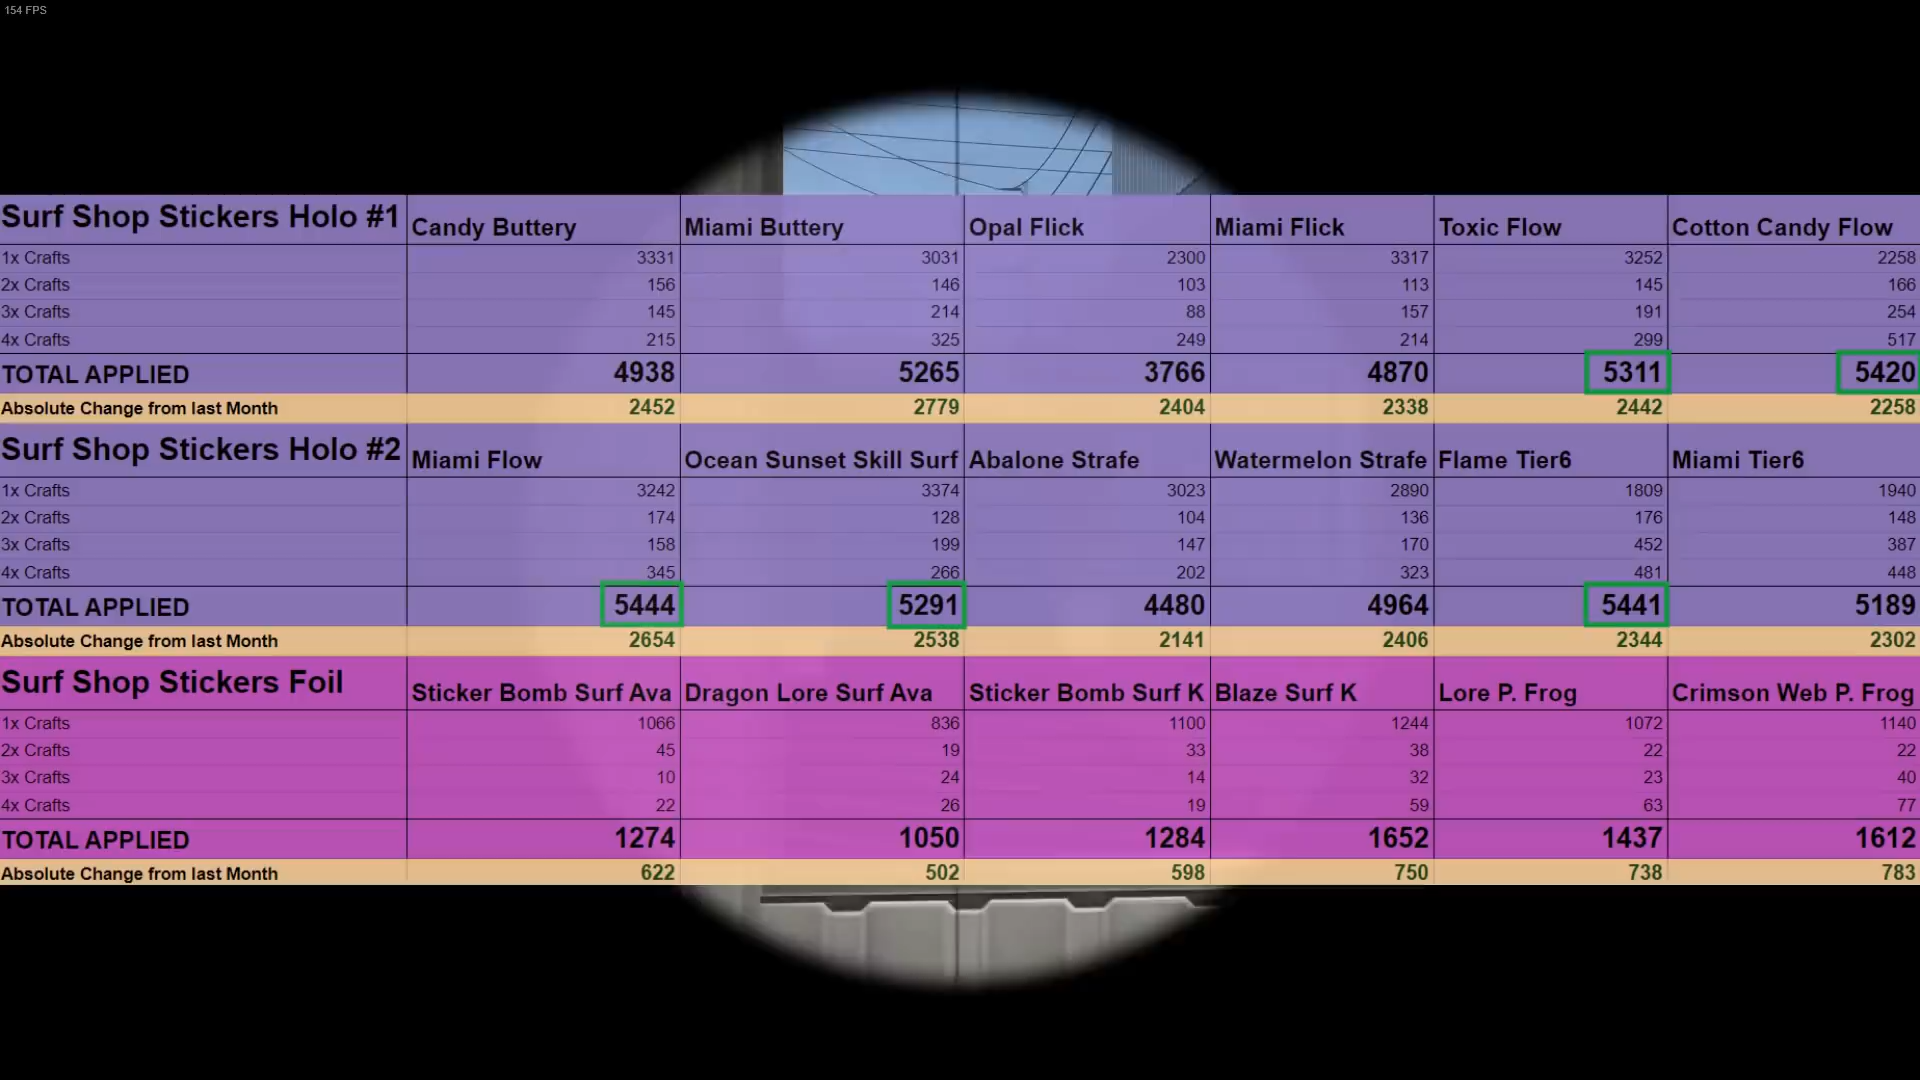 154 FPS
Surf Shop Stickers Holo #1 Candy Buttery Miami Buttery Opal Flick Miami Flick Toxic Flow Cotton Candy Flow
1x Crafts 3331 3031 2300 3317 3252 2258
2x Crafts 156 146 103 113 145 166
3x Crafts 145 214 88 157 191 254
4x Crafts 215 325 249 214 299 517
TOTAL APPLIED 4938 5265 3766 4870 5311 5420
Absolute Change from last Month 2452 2779 2404 2338 2442 2258
Surf Shop Stickers Holo #2 Miami Flow Ocean Sunset Skill Surf Abalone Strafe Watermelon Strafe Flame Tier6 Miami Tier6
1x Crafts 3242 3374 3023 2890 1809 1940
2x Crafts 174 128 104 136 176 148
3x Crafts 158 199 147 170 452 387
4x Crafts 345 266 202 323 481 448
TOTAL APPLIED 5444 5291 4480 4964 5441 5189
Absolute Change from last Month 2654 2538 2141 2406 2344 2302
Surf Shop Stickers Foil Sticker Bomb Surf Ava Dragon Lore Surf Ava Sticker Bomb Surf K Blaze Surf K Lore P. Frog Crimson Web P. Frog
1x Crafts 1066 836 1100 1244 1072 1140
2x Crafts 45 19 33 38 22 22
3x Crafts 10 24 14 32 23 40
4x Crafts 22 26 19 59 63 77
TOTAL APPLIED 1274 1050 1284 1652 1437 1612
Absolute Change from last Month 622 502 598 750 738 783